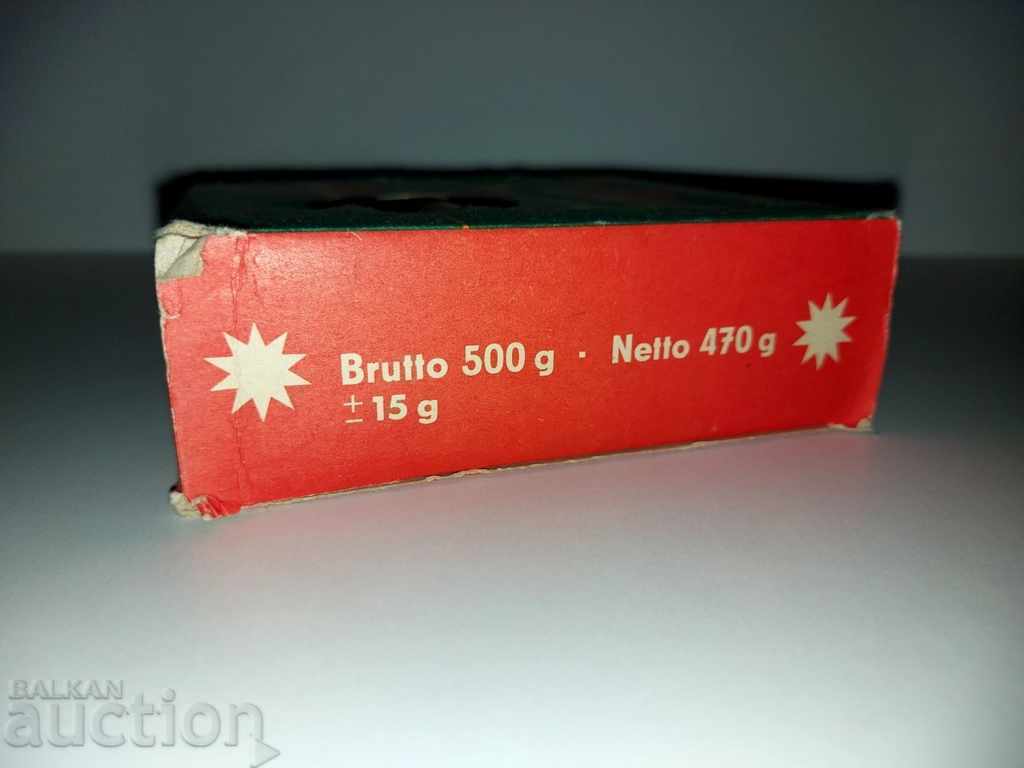 Brutto 500 g · Netto 470 g
± 15 g
BALKAN
auction